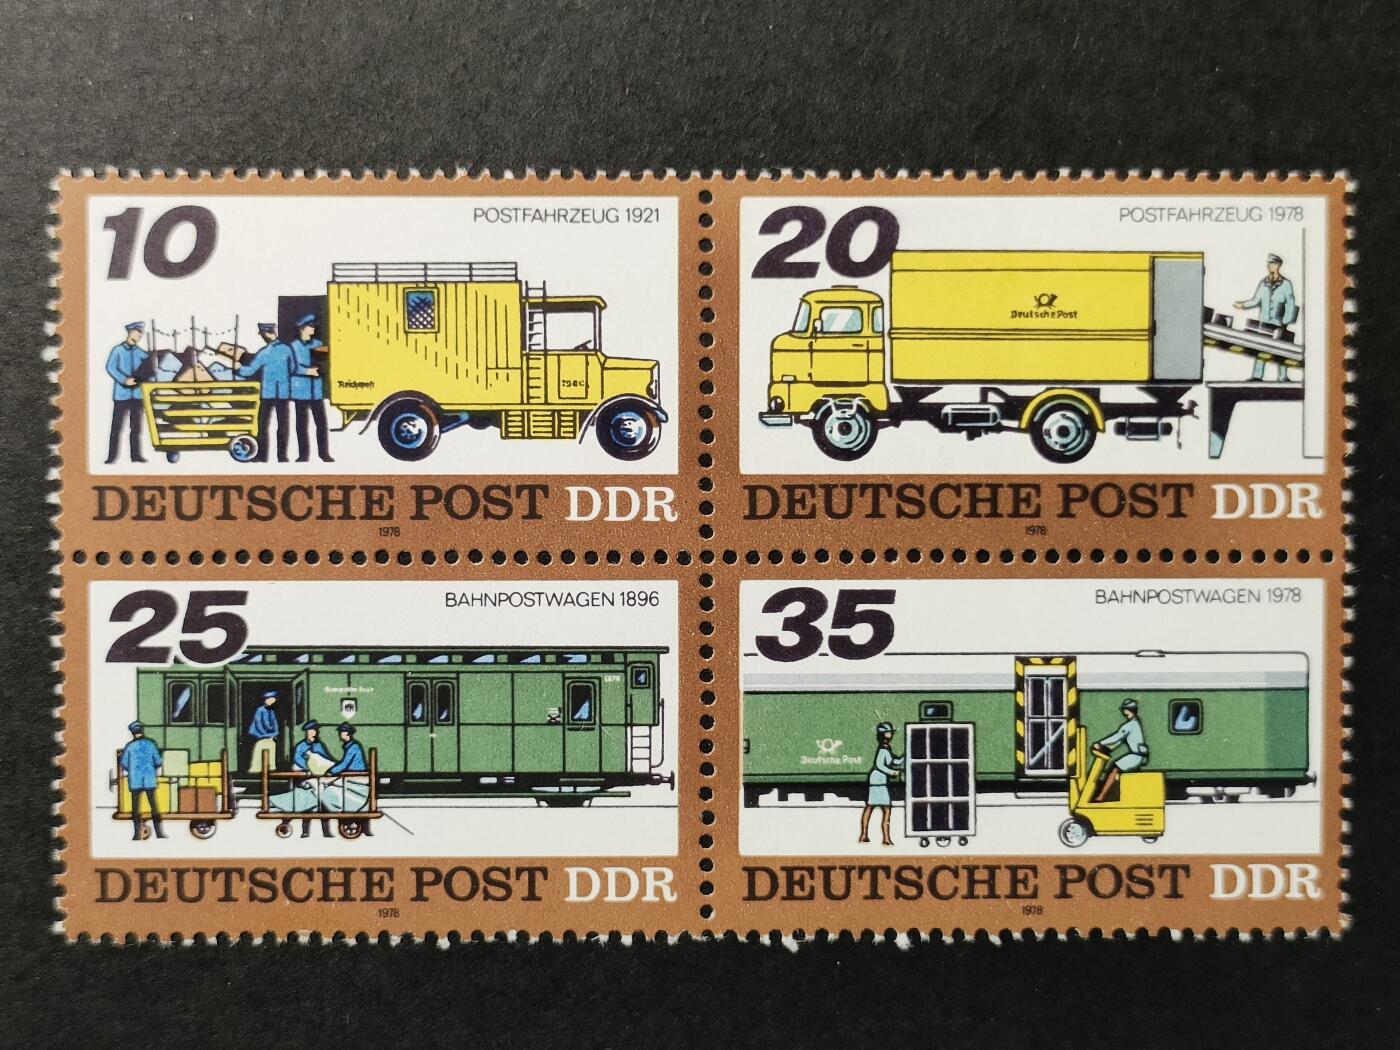 10
POSTFAHRZEUG 1921
Reichspost
DEUTSCHE POST DDR
1978
20
POSTFAHRZEUG 1978
Deutsche Post
DEUTSCHE POST DDR
1978
25
BAHNPOSTWAGEN 1896
DEUTSCHE POST DDR
1978
35
BAHNPOSTWAGEN 1978
Deutsche Post
DEUTSCHE POST DDR
1978